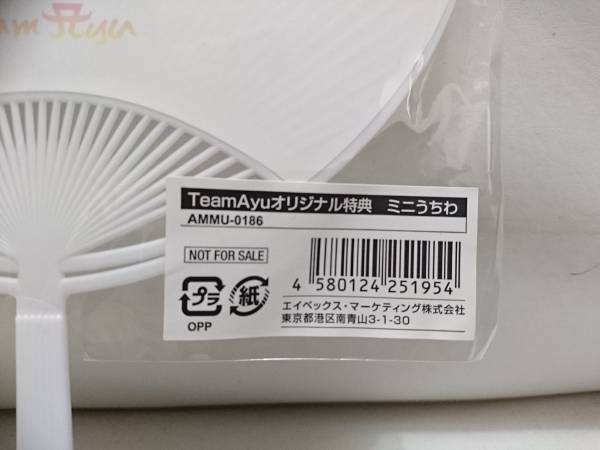 am Ayu
TeamAyuオリジナル特典 ミニうちわ
AMMU-0186
NOT FOR SALE
4 580124 251954
プラ 紙
OPP
エイベックス・マーケティング株式会社
東京都港区南青山3-1-30